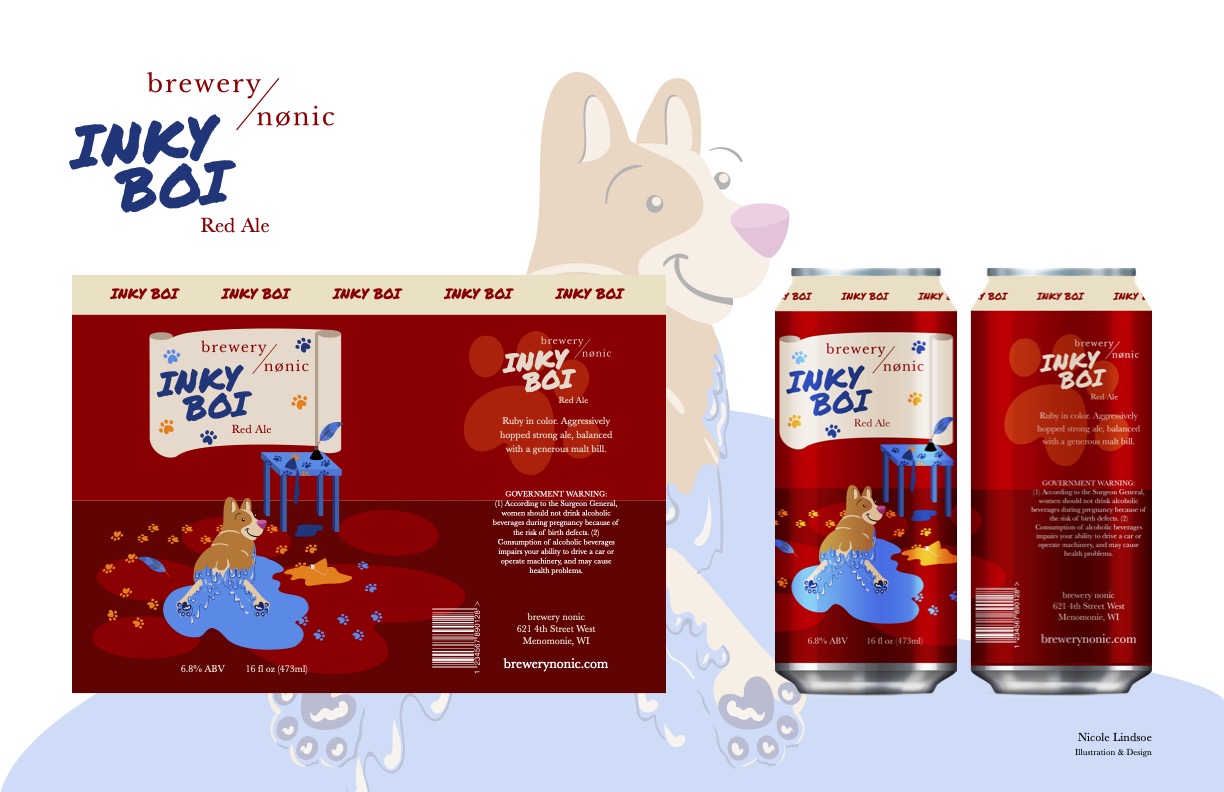 brewery
nønic
INKY
BOI
Red Ale
INKY BOI INKY BOI INKY BOI INKY BOI INKY BOI
brewery
nønic
INKY
BOI
Red Ale
6.8% ABV 16 fl oz (473ml)
brewery
nønic
INKY
BOI
Red Ale
Ruby in color. Aggressively
hopped strong ale, balanced
with a generous malt bill.
GOVERNMENT WARNING:
(1) According to the Surgeon General,
women should not drink alcoholic
beverages during pregnancy because of
the risk of birth defects. (2)
Consumption of alcoholic beverages
impairs your ability to drive a car or
operate machinery, and may cause
health problems.
1 234567 890128 >
brewery nonic
621 4th Street West
Menomonie, WI
brewerynonic.com
Y BOI INKY BOI INKY
brewery
nønic
INKY
BOI
Red Ale
6.8% ABV 16 fl oz (473ml)
Y BOI INKY BOI INKY
brewery
nønic
INKY
BOI
Red Ale
Ruby in color. Aggressively
hopped strong ale, balanced
with a generous malt bill.
GOVERNMENT WARNING:
(1) According to the Surgeon General,
women should not drink alcoholic
beverages during pregnancy because of
the risk of birth defects. (2)
Consumption of alcoholic beverages
impairs your ability to drive a car or
operate machinery, and may cause
health problems.
1 234567 890128 >
brewery nonic
621 4th Street West
Menomonie, WI
brewerynonic.com
Nicole Lindsoe
Illustration & Design